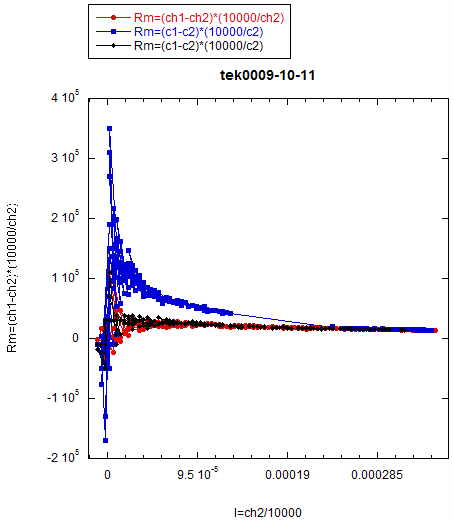 Rm=(ch1-ch2)*(10000/ch2)
Rm=(c1-c2)*(10000/c2)
Rm=(c1-c2)*(10000/c2)
tek0009-10-11
4 10⁵
3 10⁵
2 10⁵
1 10⁵
0
-1 10⁵
-2 10⁵
Rm=(ch1-ch2)*(10000/ch2)
0
9.5 10⁻⁵
0.00019
0.000285
I=ch2/10000